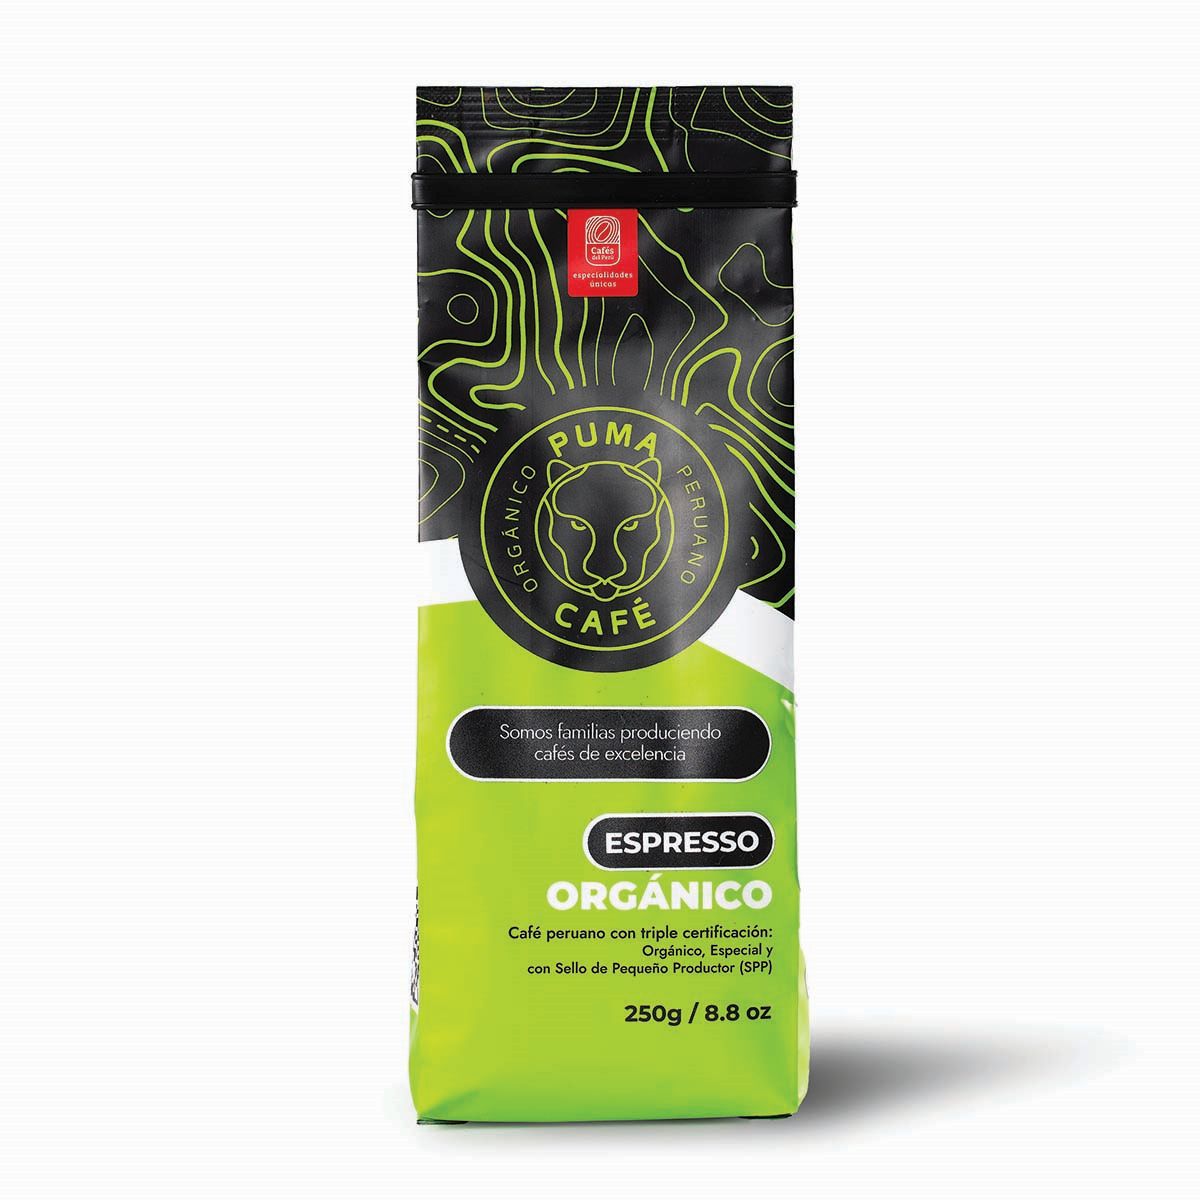 Cafés
del Perú
especialidades
únicas
PUMA
ORGÁNICO
PERUANO
CAFÉ
Somos familias produciendo
cafés de excelencia
ESPRESSO
ORGÁNICO
Café peruano con triple certificación:
Orgánico, Especial y
con Sello de Pequeño Productor (SPP)
250g / 8.8 oz